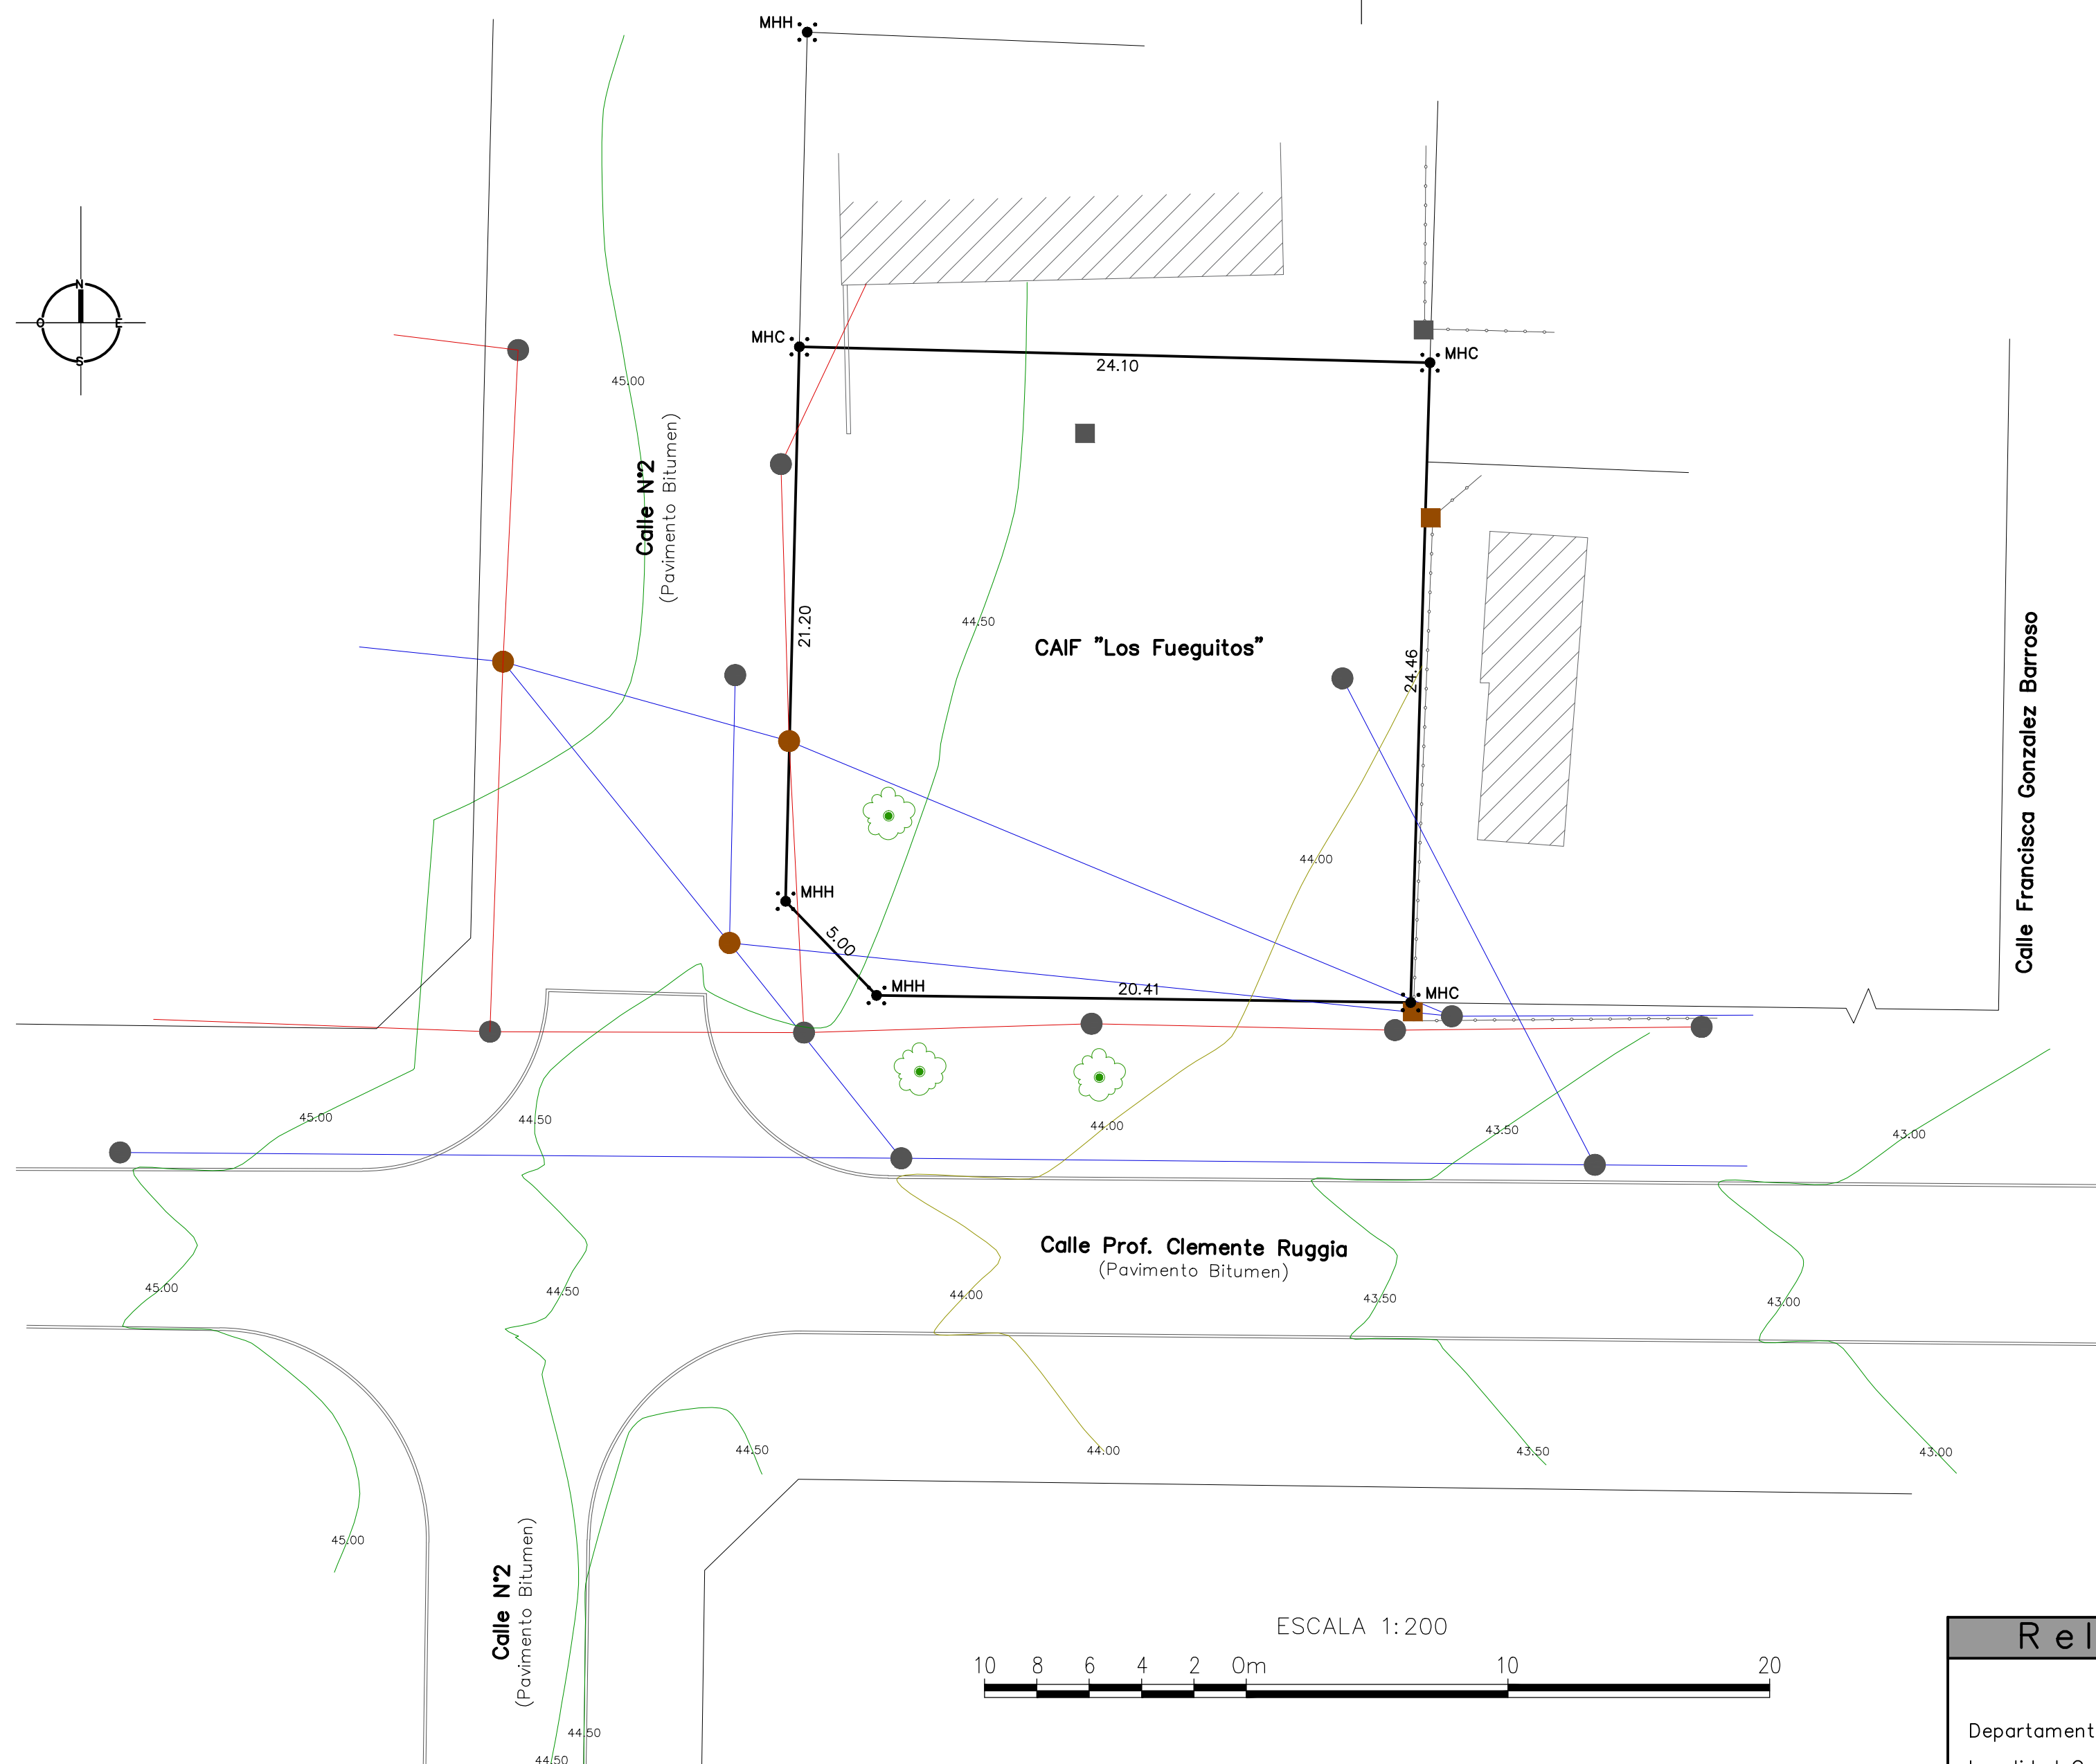 MHH
N
O
E
S
MHC
MHC
24.10
45.00
Calle N°2
(Pavimento Bitumen)
21.20
44.50
CAIF "Los Fueguitos"
24.46
Calle Francisca Gonzalez Barroso
44.00
MHH
5.00
MHH
20.41
MHC
45.00
44.50
44.00
43.50
43.00
Calle Prof. Clemente Ruggia
(Pavimento Bitumen)
45.00
44.50
44.00
43.50
43.00
44.50
44.00
43.50
43.00
45.00
Calle N°2
(Pavimento Bitumen)
44.50
44.50
ESCALA 1:200
10 8 6 4 2 0m 10 20
Rel
Departament